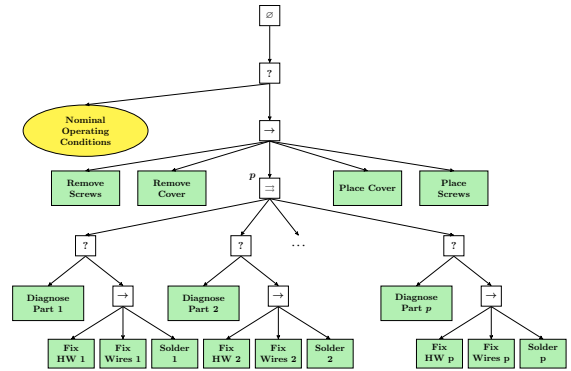 ∅
?
Nominal
Operating
Conditions
→
Remove
Screws
Remove
Cover
p
⇉
Place Cover
Place
Screws
?
?
...
?
Diagnose
Part 1
→
Diagnose
Part 2
→
Diagnose
Part p
→
Fix
HW 1
Fix
Wires 1
Solder
1
Fix
HW 2
Fix
Wires 2
Solder
2
Fix
HW p
Fix
Wires p
Solder
p